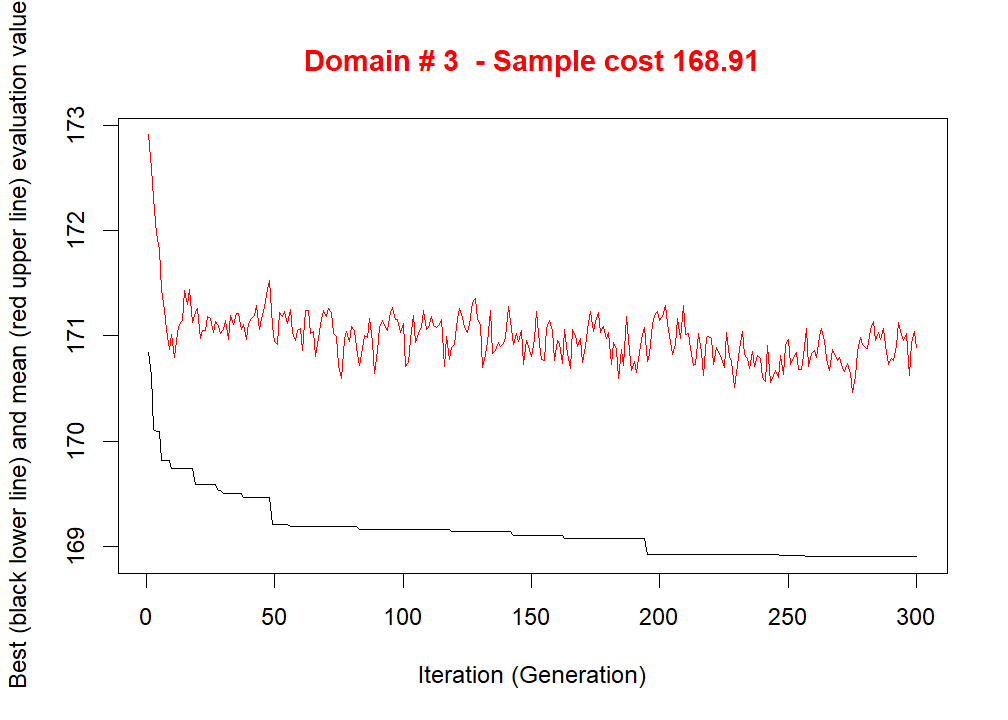 Domain # 3  - Sample cost 168.91
Best (black lower line) and mean (red upper line) evaluation value
173
172
171
170
169
0 50 100 150 200 250 300
Iteration (Generation)